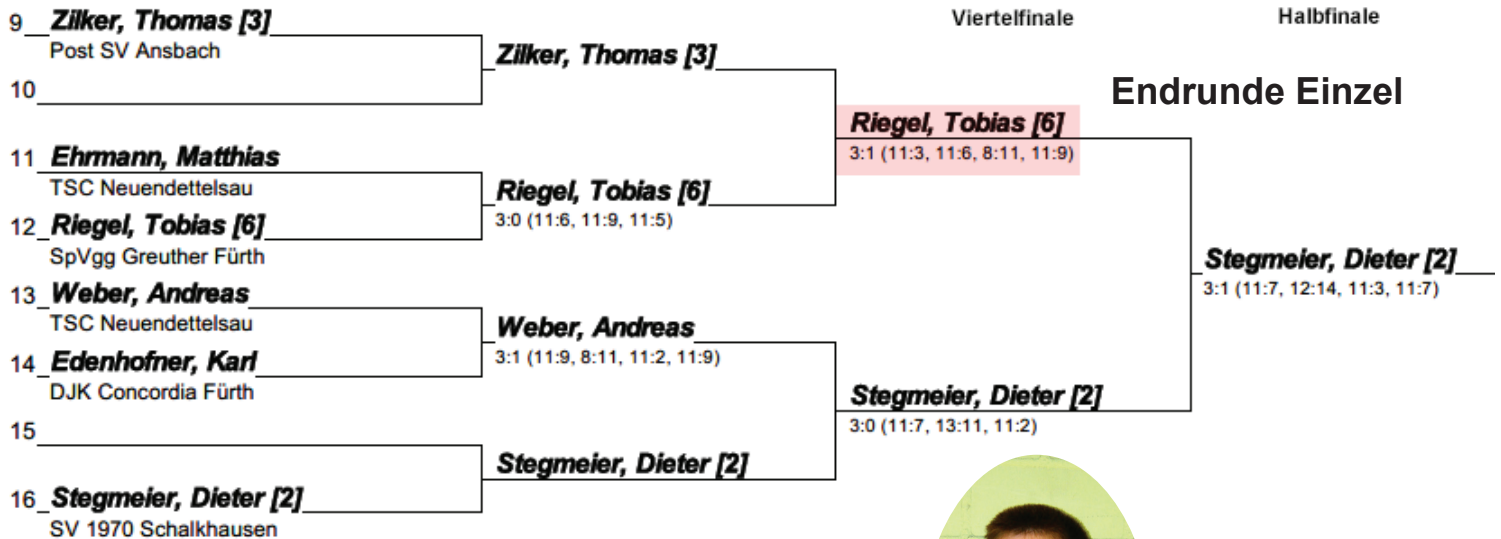 Viertelfinale
Halbfinale
Endrunde Einzel
9 Zilker, Thomas [3]
Post SV Ansbach
10
11 Ehrmann, Matthias
TSC Neuendettelsau
12 Riegel, Tobias [6]
SpVgg Greuther Fürth
13 Weber, Andreas
TSC Neuendettelsau
14 Edenhofner, Karl
DJK Concordia Fürth
15
16 Stegmeier, Dieter [2]
SV 1970 Schalkhausen
Zilker, Thomas [3]
Riegel, Tobias [6]
3:0 (11:6, 11:9, 11:5)
Weber, Andreas
3:1 (11:9, 8:11, 11:2, 11:9)
Stegmeier, Dieter [2]
Riegel, Tobias [6]
3:1 (11:3, 11:6, 8:11, 11:9)
Stegmeier, Dieter [2]
3:0 (11:7, 13:11, 11:2)
Stegmeier, Dieter [2]
3:1 (11:7, 12:14, 11:3, 11:7)